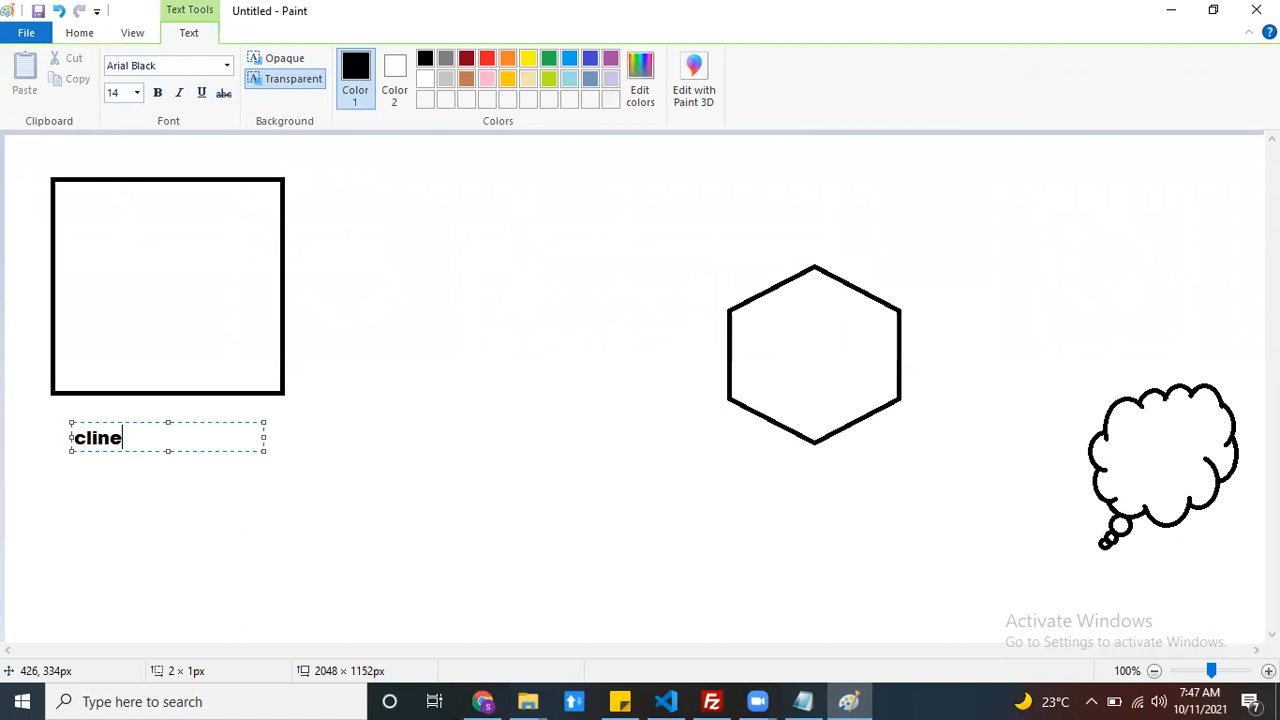 Text Tools
Untitled - Paint
File
Home
View
Text
Paste
Cut
Copy
Clipboard
Arial Black
14
B I U abc
Font
Opaque
Transparent
Background
Color 1
Color 2
Edit colors
Colors
Edit with Paint 3D
cline
Activate Windows
Go to Settings to activate Windows.
426, 334px
2 × 1px
2048 × 1152px
100%
Type here to search
23°C
7:47 AM
10/11/2021
7